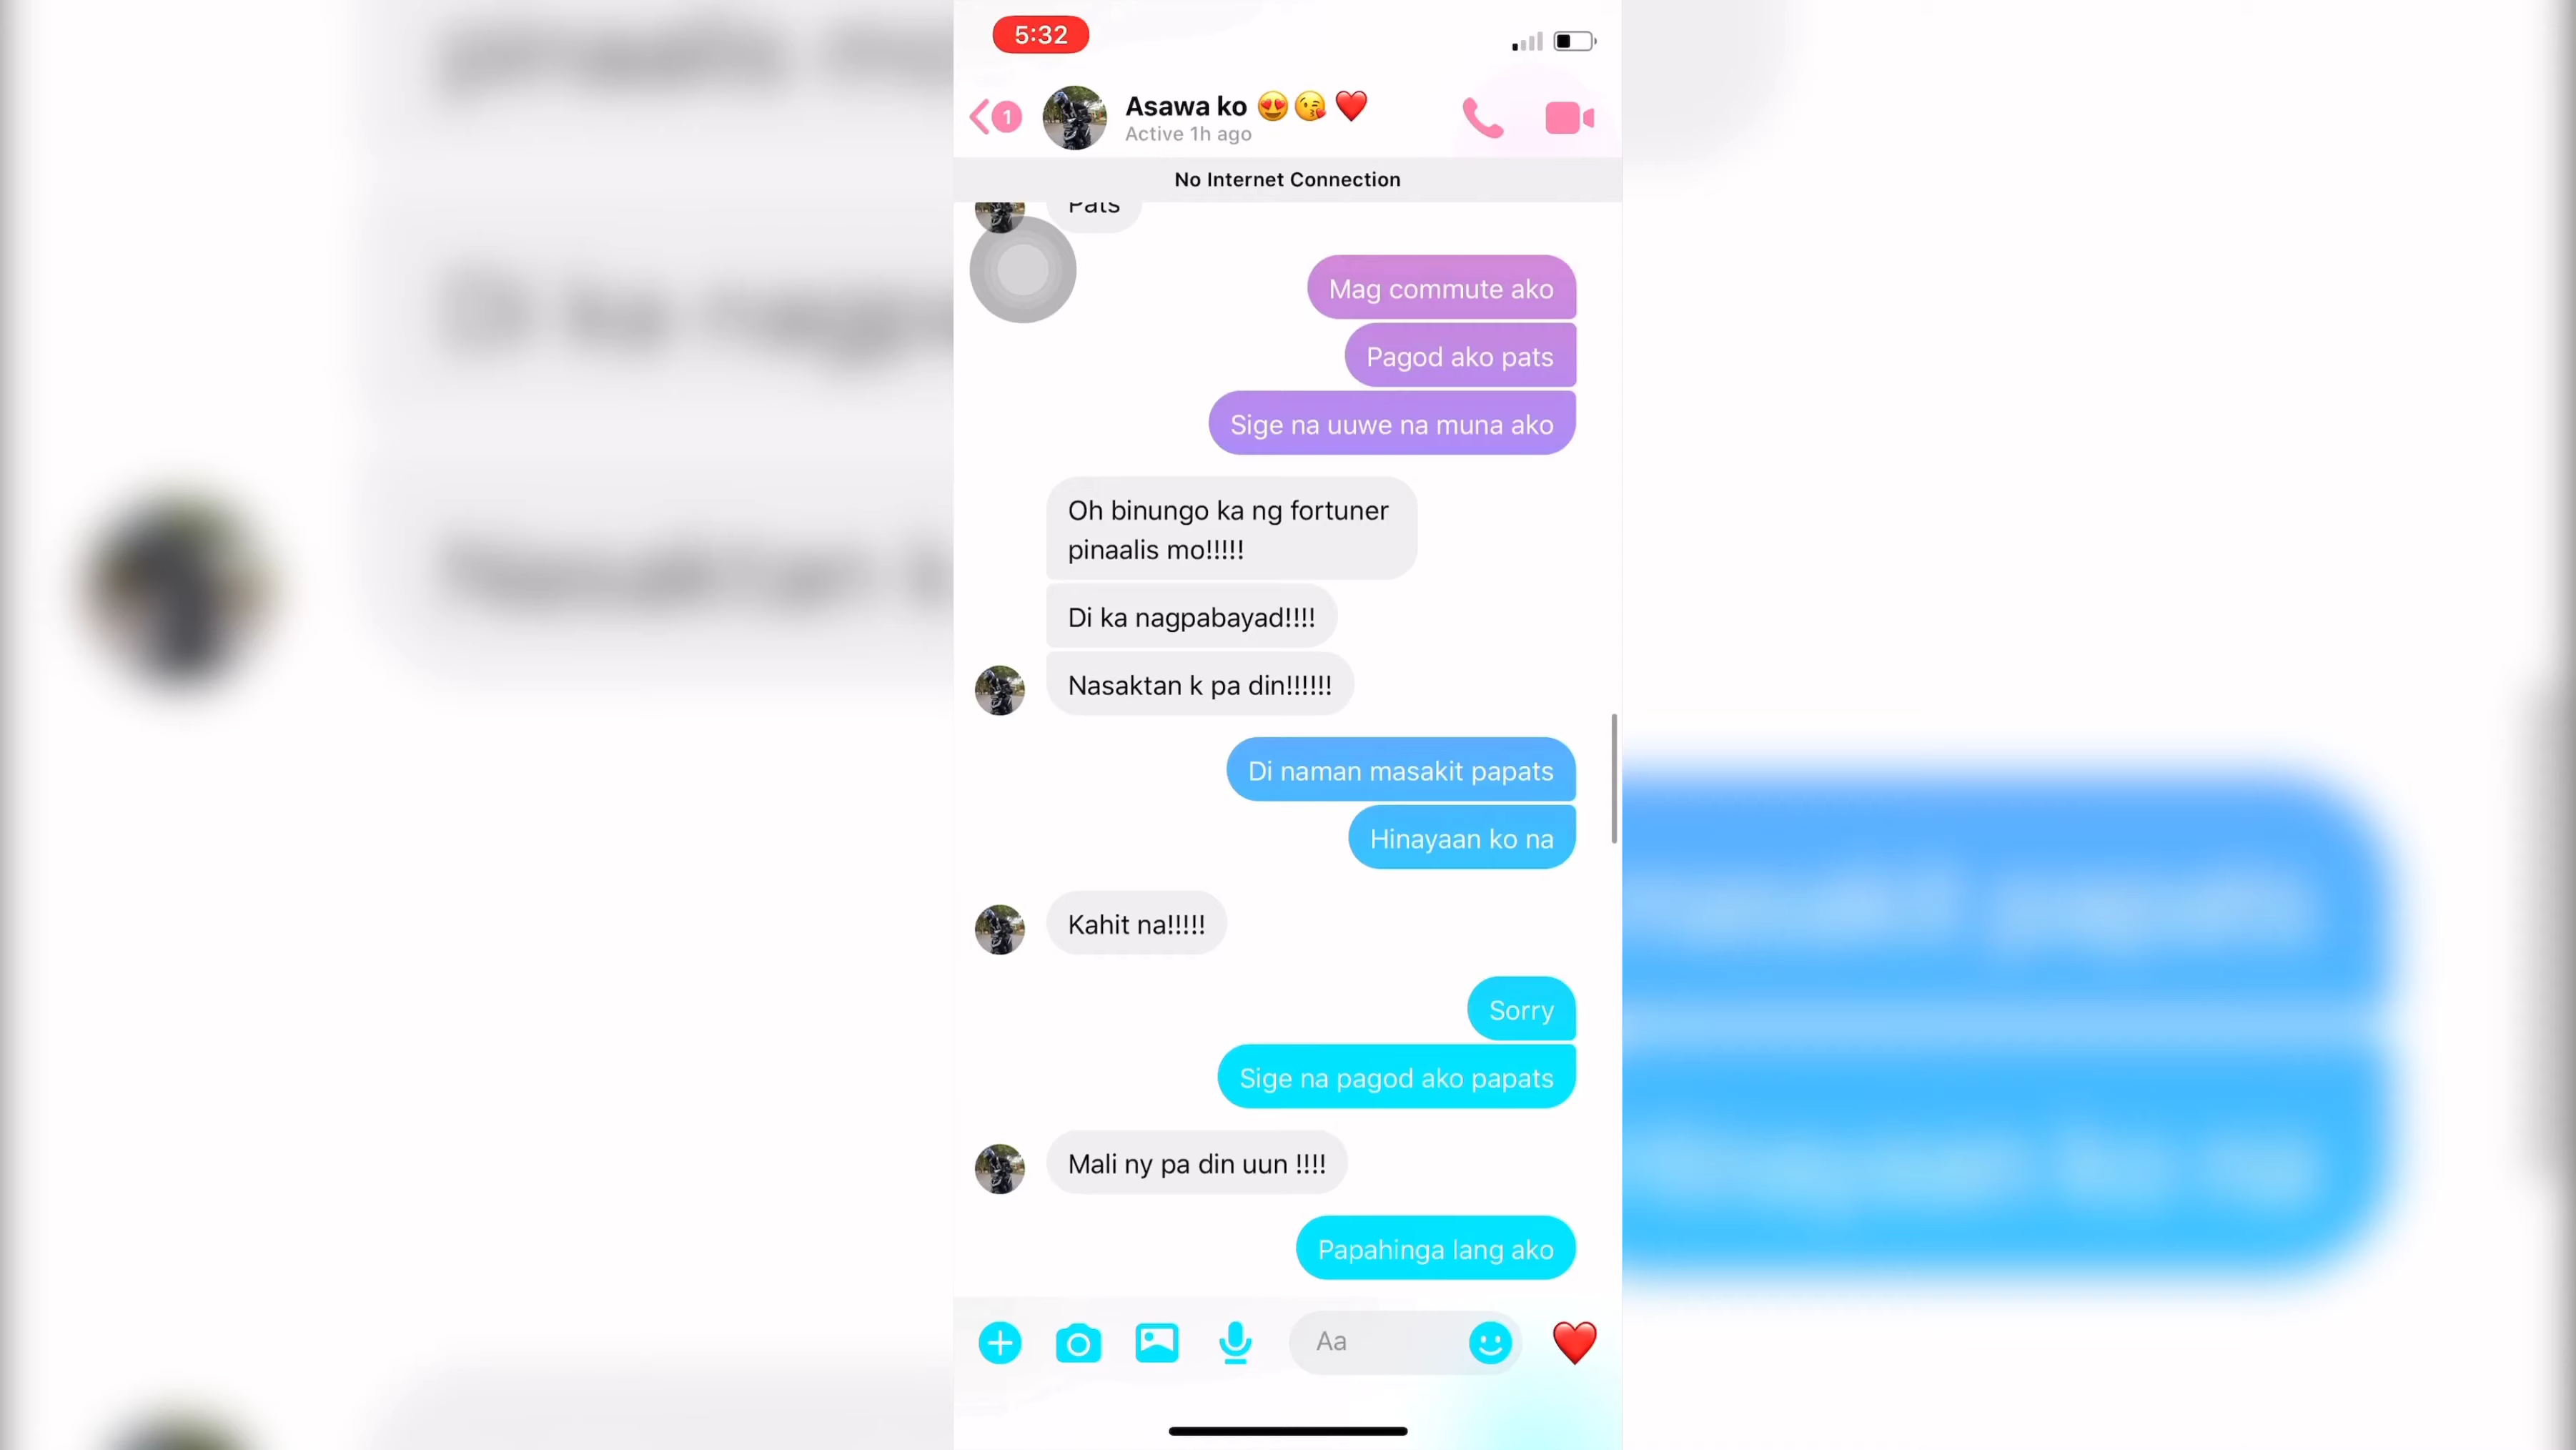 5:32
1
Asawa ko 😍😘❤️
Active 1h ago
No Internet Connection
Pats
Mag commute ako
Pagod ako pats
Sige na uuwe na muna ako
Oh binungo ka ng fortuner
pinaalis mo!!!!!
Di ka nagpabayad!!!!
Nasaktan k pa din!!!!!!
Di naman masakit papats
Hinayaan ko na
Kahit na!!!!!
Sorry
Sige na pagod ako papats
Mali ny pa din uun !!!!
Papahinga lang ako
Aa